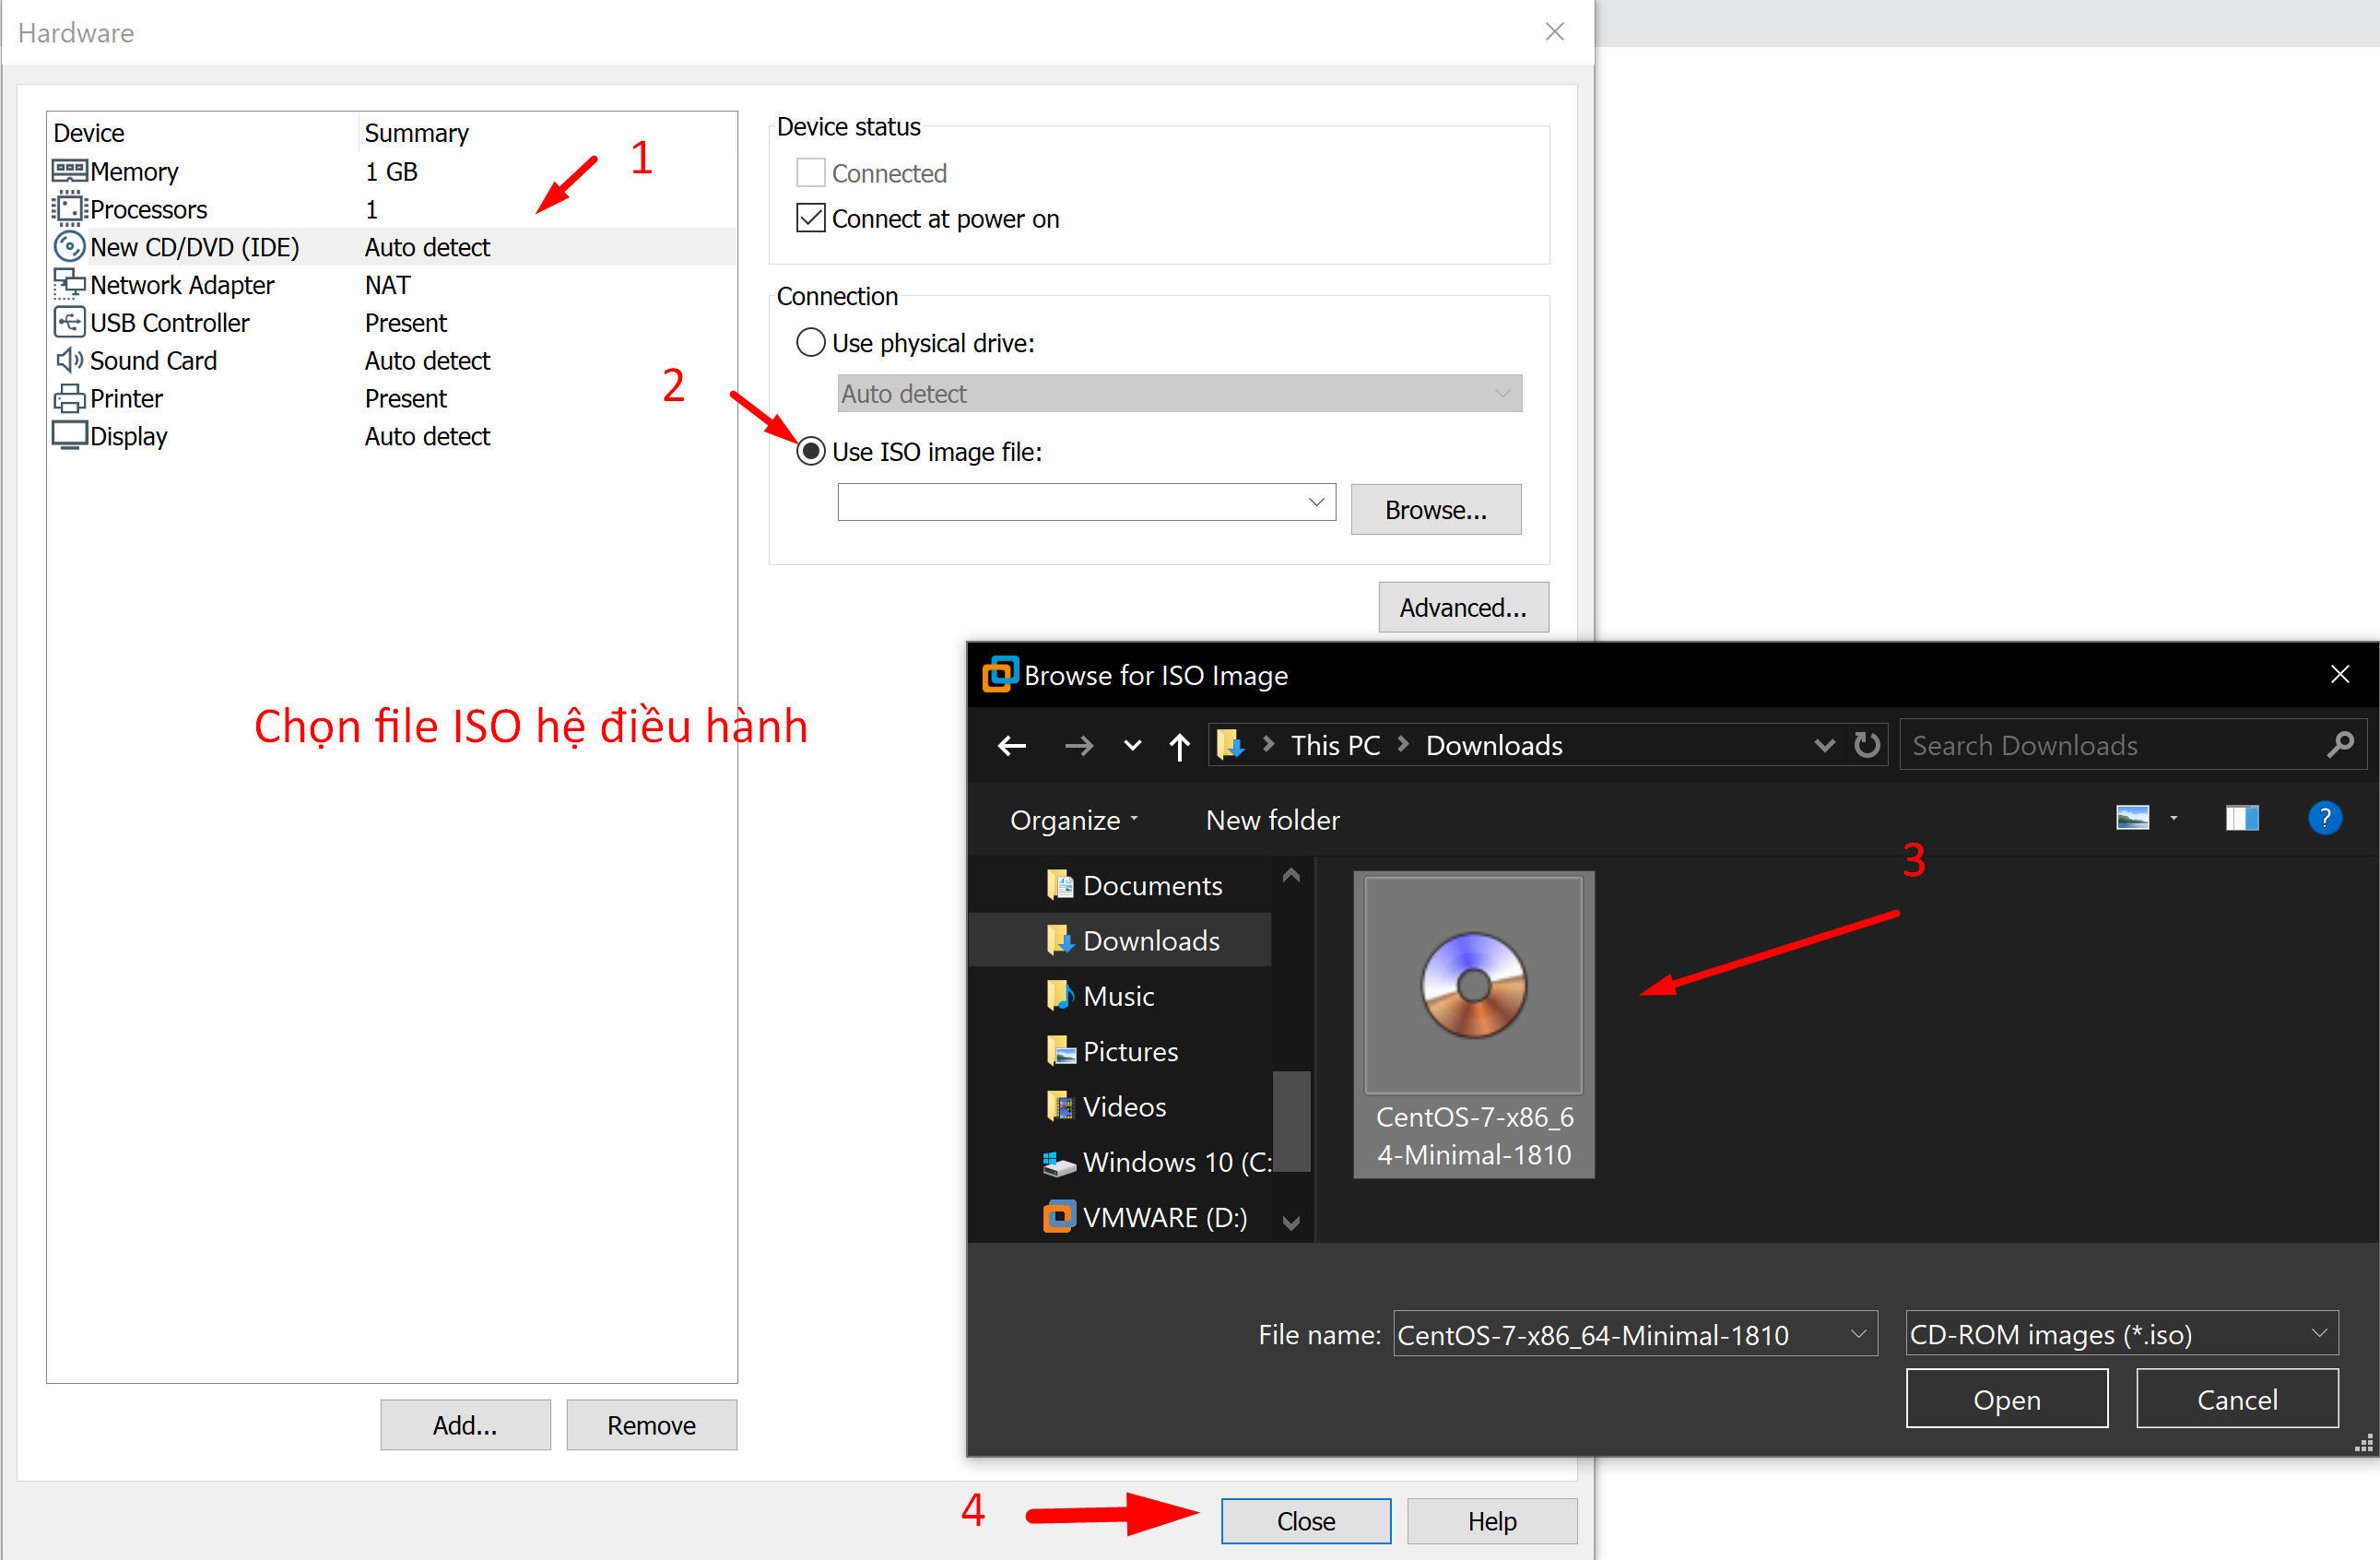 Hardware
Device Summary
Memory 1 GB
Processors 1
New CD/DVD (IDE) Auto detect
Network Adapter NAT
USB Controller Present
Sound Card Auto detect
Printer Present
Display Auto detect
1
Device status
Connected
Connect at power on
Connection
Use physical drive:
Auto detect
2
Use ISO image file:
Browse...
Advanced...
Chọn file ISO hệ điều hành
Browse for ISO Image
This PC Downloads
Search Downloads
Organize New folder
?
3
Documents
Downloads
Music
Pictures
Videos
Windows 10 (C:
VMWARE (D:)
CentOS-7-x86_6
4-Minimal-1810
File name: CentOS-7-x86_64-Minimal-1810 CD-ROM images (*.iso)
Open Cancel
Add... Remove
4
Close Help